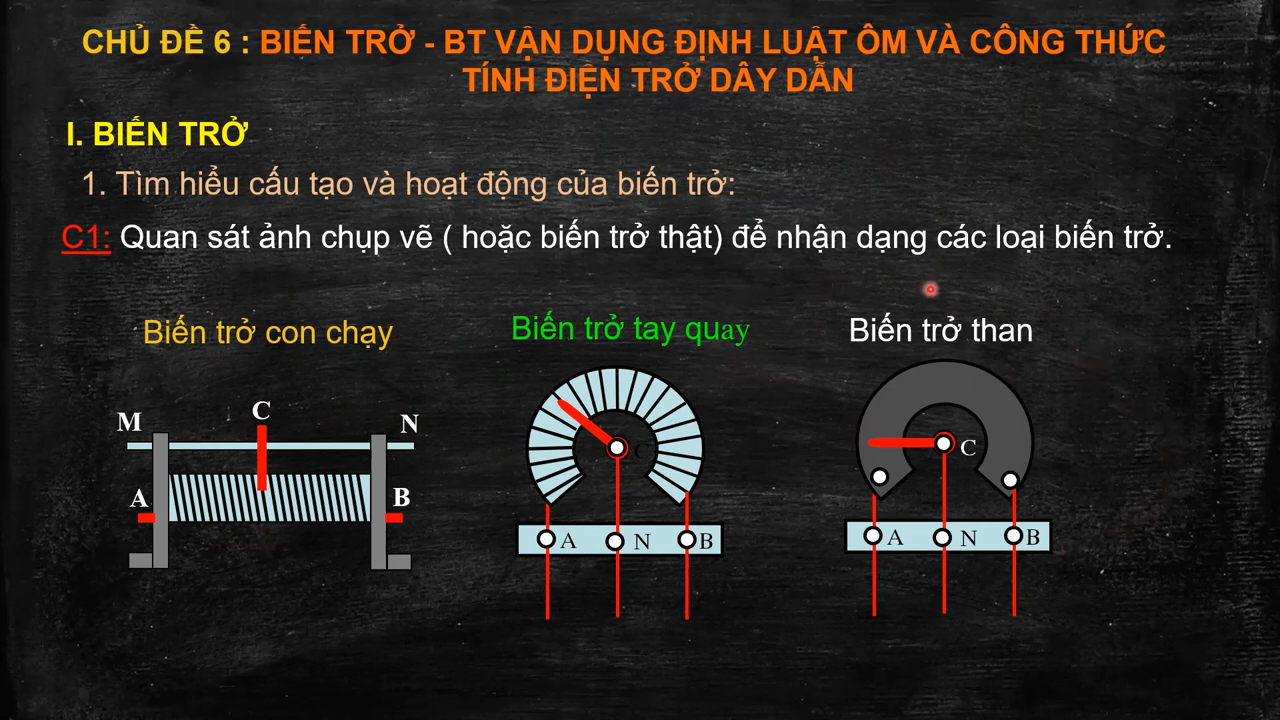 CHỦ ĐỀ 6 : BIẾN TRỞ - BT VẬN DỤNG ĐỊNH LUẬT ÔM VÀ CÔNG THỨC
TÍNH ĐIỆN TRỞ DÂY DẪN
I. BIẾN TRỞ
1. Tìm hiểu cấu tạo và hoạt động của biến trở:
C1: Quan sát ảnh chụp vẽ ( hoặc biến trở thật) để nhận dạng các loại biến trở.
Biến trở con chạy
Biến trở tay quay
Biến trở than
M C N
A B
C
A N B
C
A N B